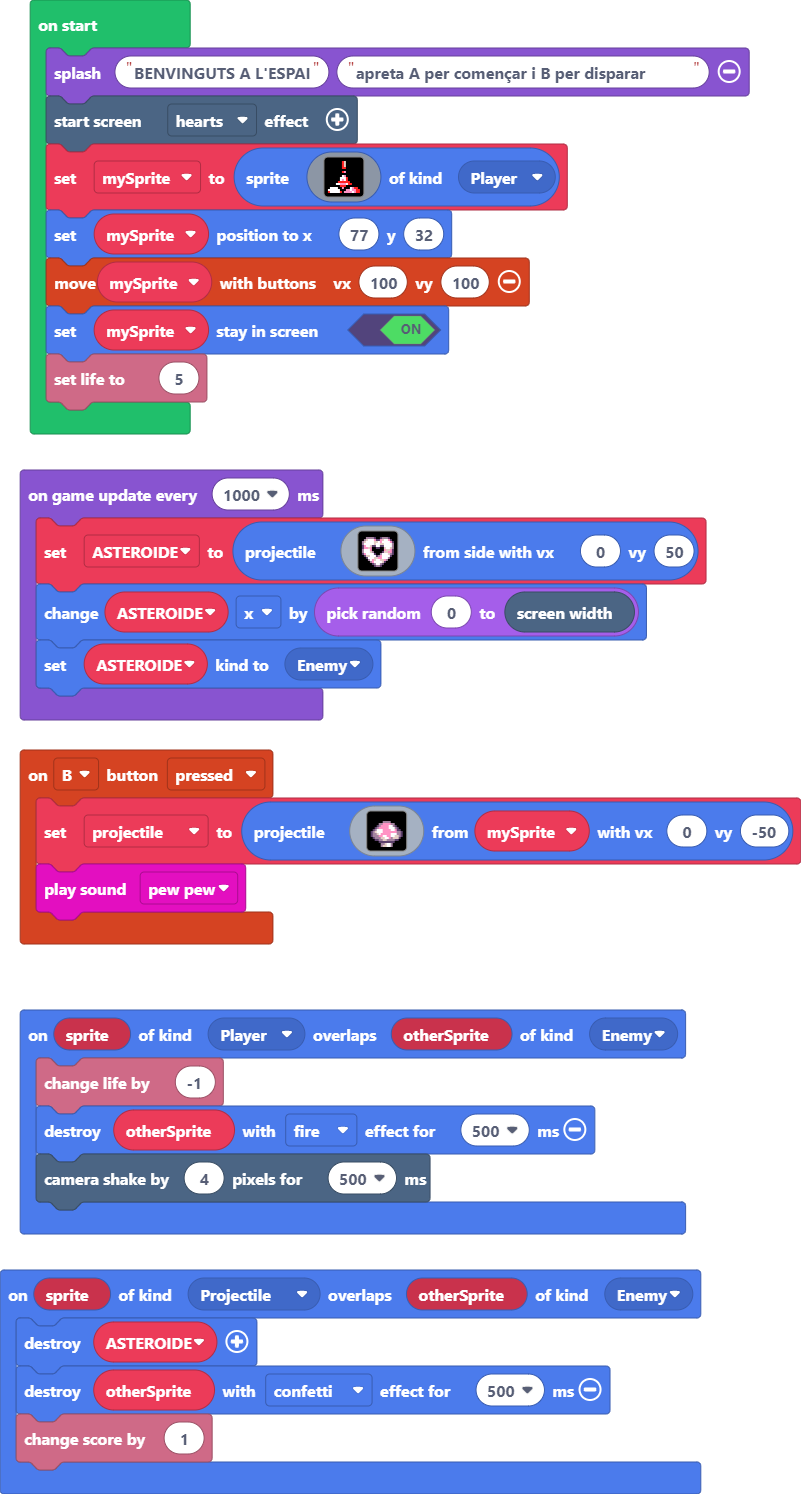 on start
splash "BENVINGUTS A L'ESPAI" "apreta A per començar i B per disparar"
start screen hearts effect
set mySprite to sprite of kind Player
set mySprite position to x 77 y 32
move mySprite with buttons vx 100 vy 100
set mySprite stay in screen ON
set life to 5
on game update every 1000 ms
set ASTEROIDE to projectile from side with vx 0 vy 50
change ASTEROIDE x by pick random 0 to screen width
set ASTEROIDE kind to Enemy
on B button pressed
set projectile to projectile from mySprite with vx 0 vy -50
play sound pew pew
on sprite of kind Player overlaps otherSprite of kind Enemy
change life by -1
destroy otherSprite with fire effect for 500 ms
camera shake by 4 pixels for 500 ms
on sprite of kind Projectile overlaps otherSprite of kind Enemy
destroy ASTEROIDE
destroy otherSprite with confetti effect for 500 ms
change score by 1